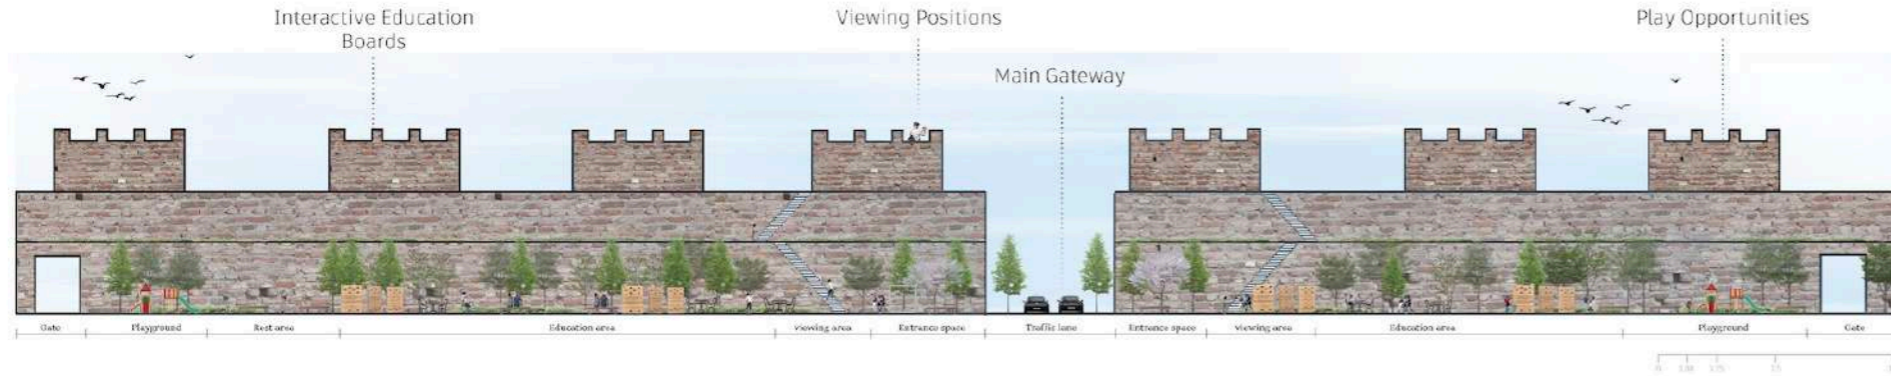 Interactive Education
Boards
Viewing Positions
Main Gateway
Play Opportunities
Gate
Playground
Rest area
Education area
Viewing area
Entrance space
Traffic lane
Entrance space
Viewing area
Education area
Playground
Gate